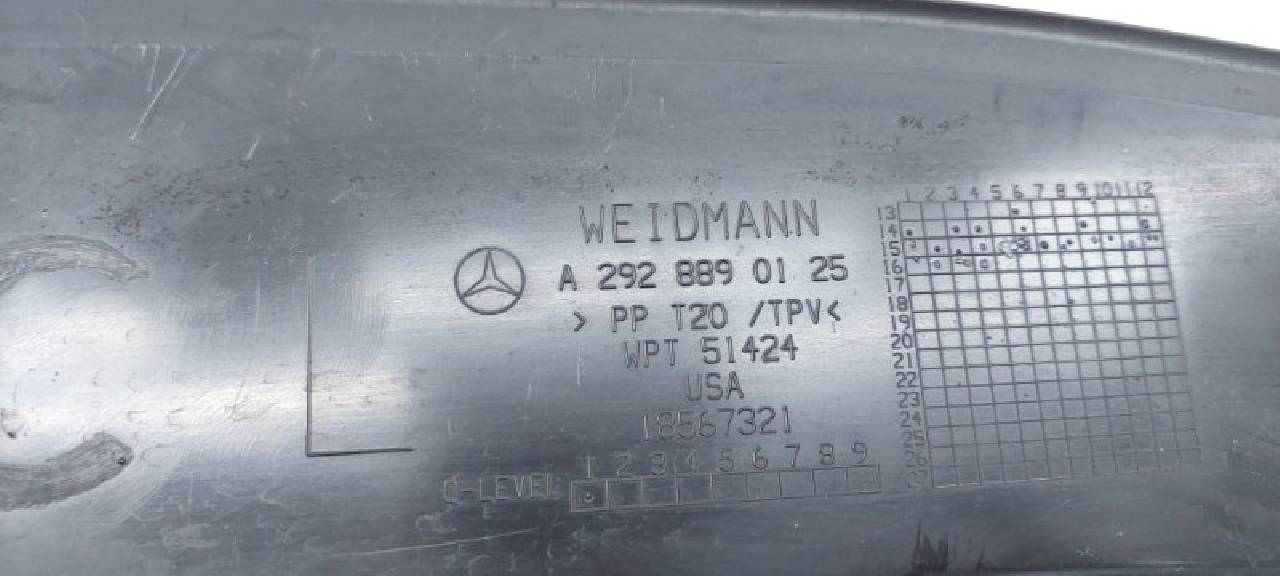 WEIDMANN
A 292 889 01 25
> PP T20 /TPV<
WPT 51424
USA
18567321
1 2 3 4 5 6 7 8 9
Q-LEVEL
1 2 3 4 5 6 7 8 9 10 11 12
13
14
15
16
17
18
19
20
21
22
23
24
25
26